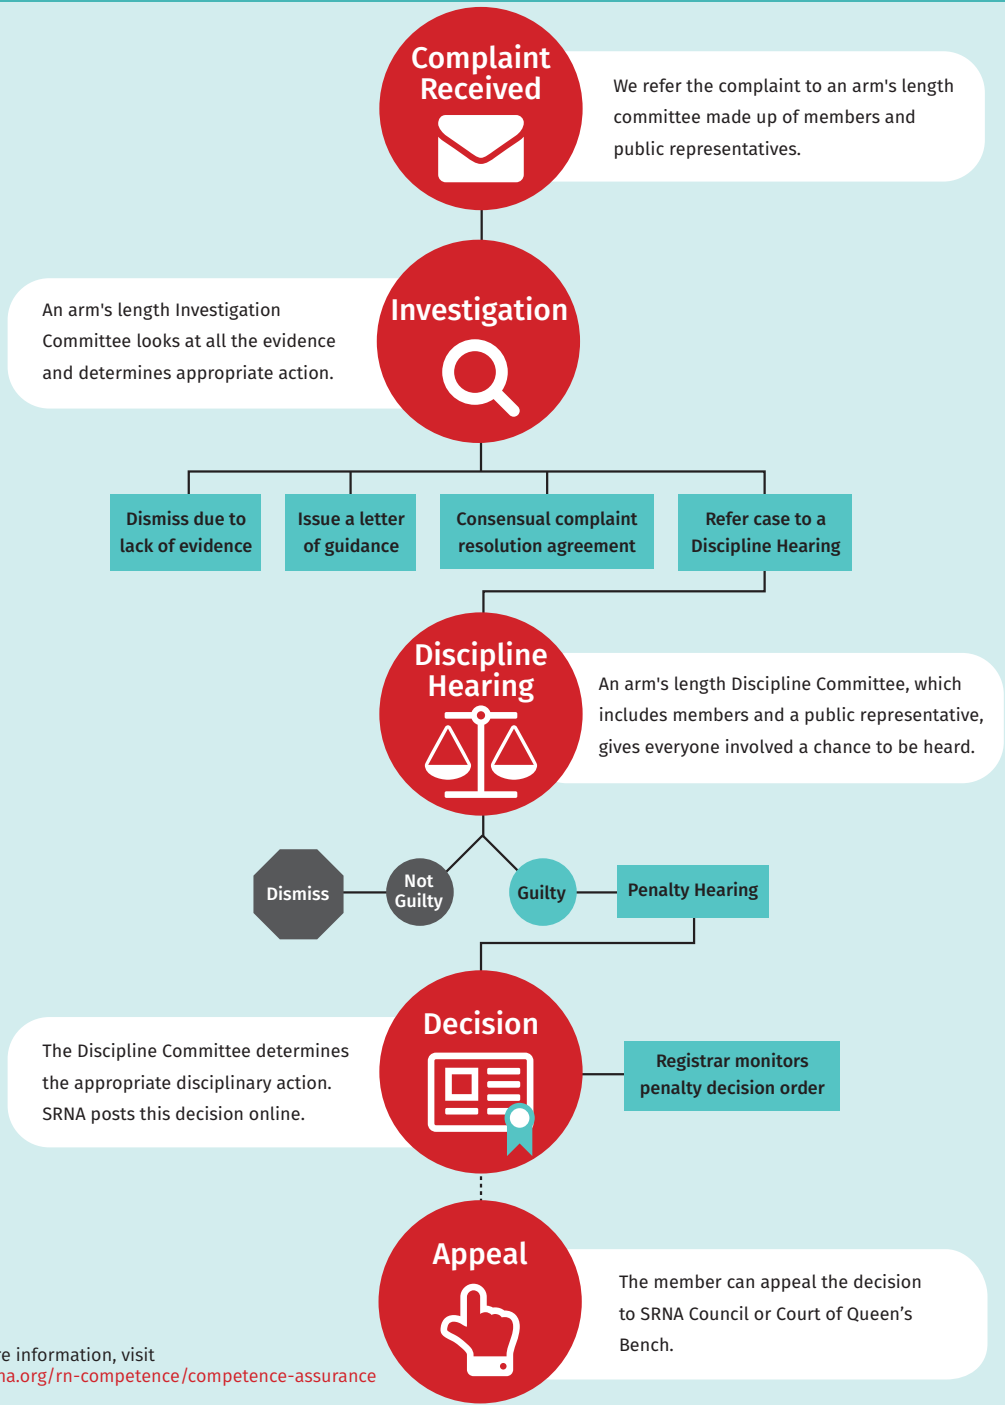 Complaint
Received
We refer the complaint to an arm's length
committee made up of members and
public representatives.
Investigation
An arm's length Investigation
Committee looks at all the evidence
and determines appropriate action.
Dismiss due to
lack of evidence
Issue a letter
of guidance
Consensual complaint
resolution agreement
Refer case to a
Discipline Hearing
Discipline
Hearing
An arm's length Discipline Committee, which
includes members and a public representative,
gives everyone involved a chance to be heard.
Dismiss
Not
Guilty
Guilty
Penalty Hearing
Decision
The Discipline Committee determines
the appropriate disciplinary action.
SRNA posts this decision online.
Registrar monitors
penalty decision order
Appeal
The member can appeal the decision
to SRNA Council or Court of Queen’s
Bench.
information, visit
/rn-competence/competence-assurance